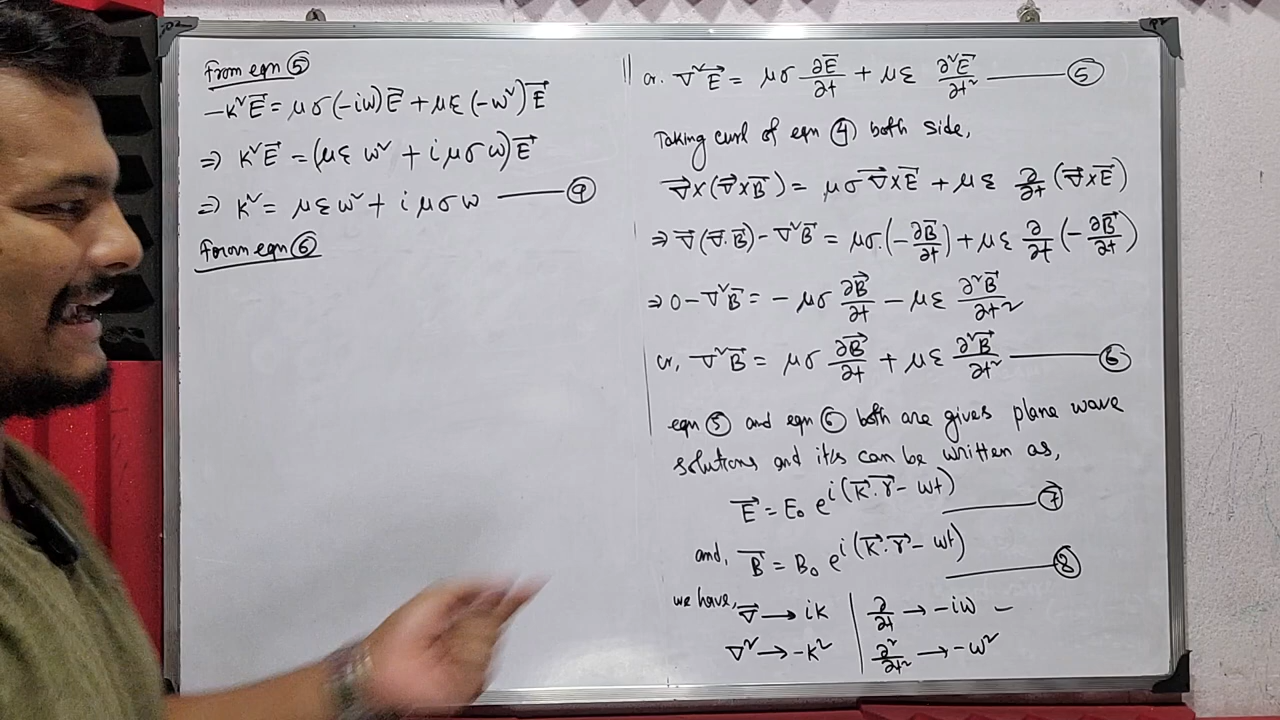 From eqn ⑤
-K²E⃗ = μσ(-iω)E⃗ + με(-ω²)E⃗
⇒ K²E⃗ = (με ω² + iμσω)E⃗
⇒ K² = μεω² + iμσω —— ⑨
From eqn ⑥
or. ∇²E⃗ = μσ ∂E⃗/∂t + με ∂²E⃗/∂t² —— ⑤
Taking curl of eqn ④ both side,
∇⃗×(∇⃗×B⃗) = μσ∇⃗×E⃗ + με ∂/∂t (∇⃗×E⃗)
⇒ ∇⃗(∇⃗.B⃗) - ∇²B⃗ = μσ.(-∂B⃗/∂t) + με ∂/∂t (-∂B⃗/∂t)
⇒ 0 - ∇²B⃗ = - μσ ∂B⃗/∂t - με ∂²B⃗/∂t²
or, ∇²B⃗ = μσ ∂B⃗/∂t + με ∂²B⃗/∂t² —— ⑥
eqn ⑤ and eqn ⑥ both are gives plane wave
solutions and it's can be written as,
E⃗ = E₀ e^i(K⃗.r⃗ - ωt) —— ⑦
and, B⃗ = B₀ e^i(K⃗.r⃗ - ωt) —— ⑧
we have, ∇⃗ → iK | ∂/∂t → -iω -
∇² → -K² | ∂²/∂t² → -ω²